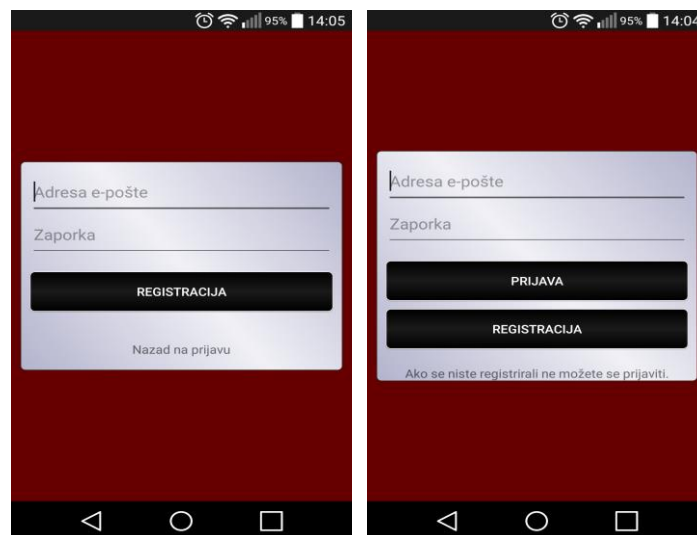 95% 14:05
Adresa e-pošte
Zaporka
REGISTRACIJA
Nazad na prijavu
95% 14:04
Adresa e-pošte
Zaporka
PRIJAVA
REGISTRACIJA
Ako se niste registrirali ne možete se prijaviti.